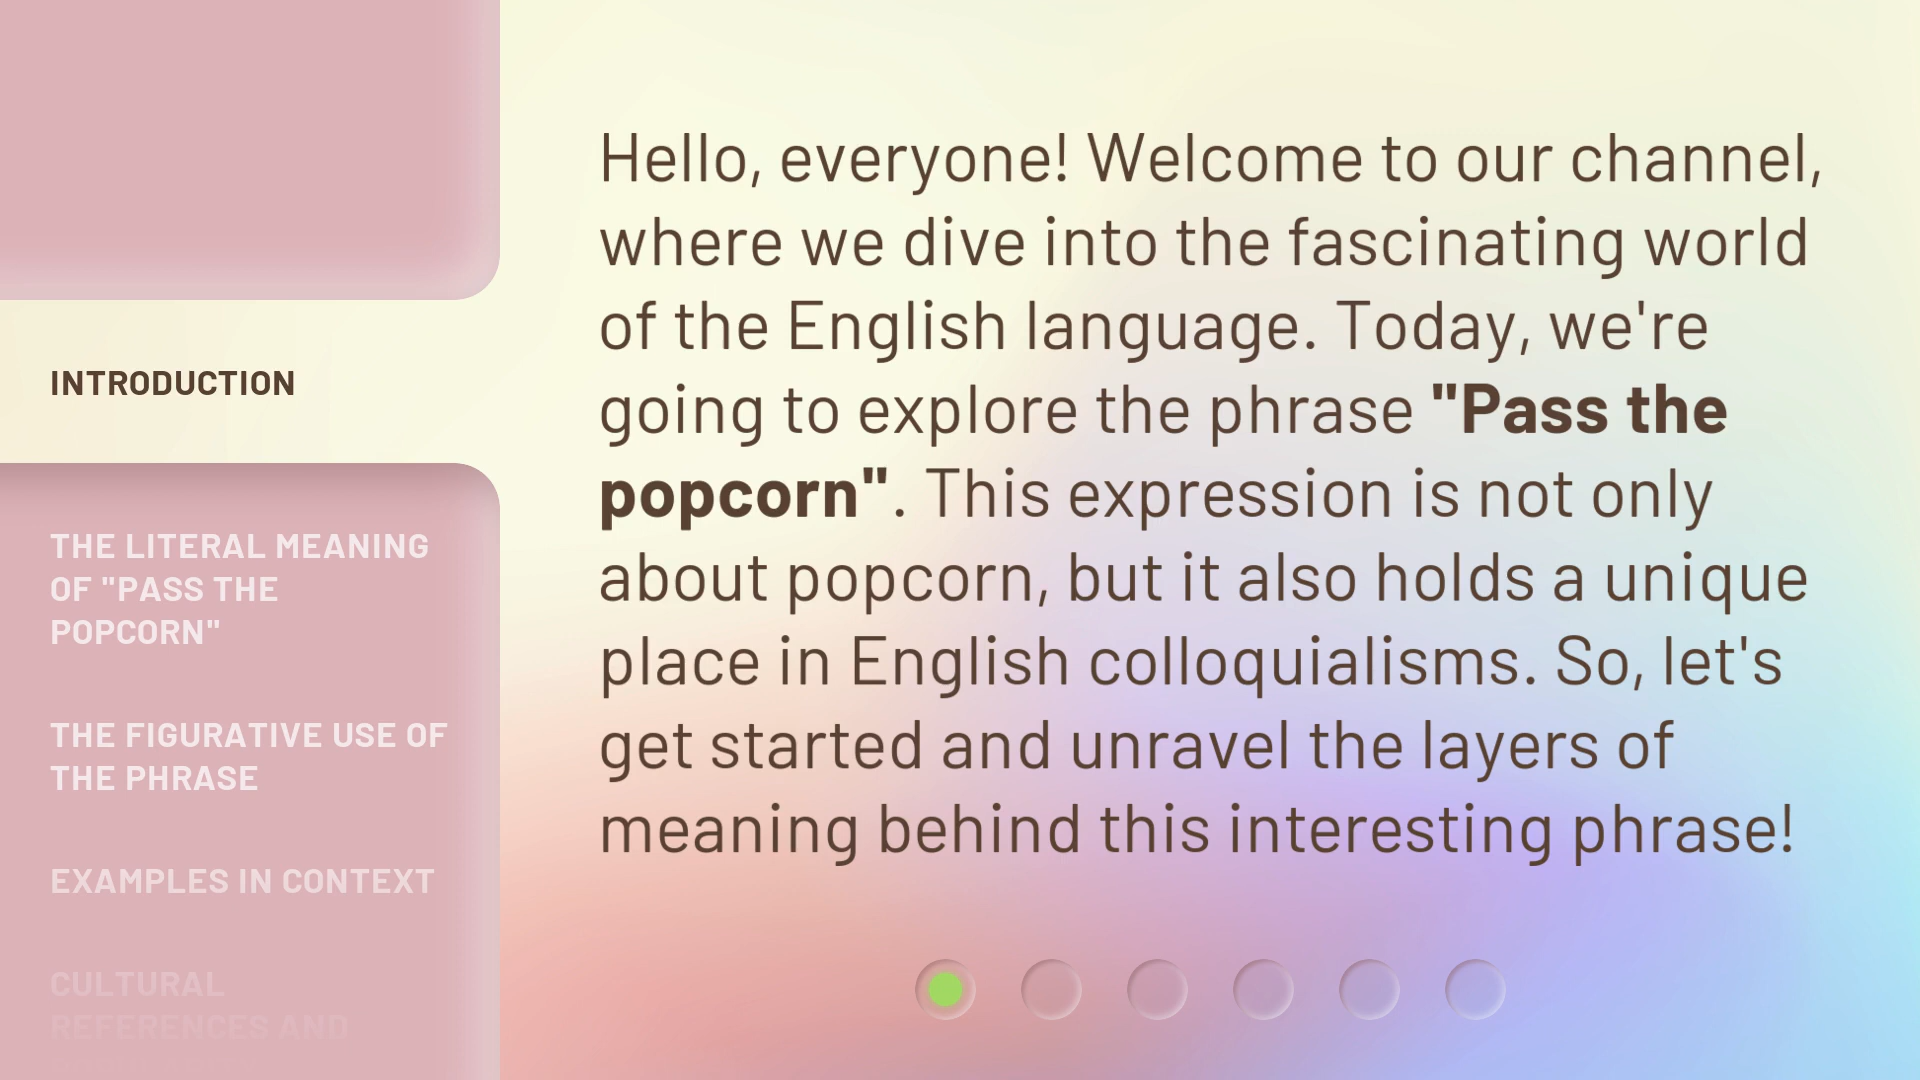 INTRODUCTION
THE LITERAL MEANING
OF "PASS THE
POPCORN"
THE FIGURATIVE USE OF
THE PHRASE
EXAMPLES IN CONTEXT
CULTURAL
REFERENCES AND
Hello, everyone! Welcome to our channel,
where we dive into the fascinating world
of the English language. Today, we're
going to explore the phrase "Pass the
popcorn". This expression is not only
about popcorn, but it also holds a unique
place in English colloquialisms. So, let's
get started and unravel the layers of
meaning behind this interesting phrase!